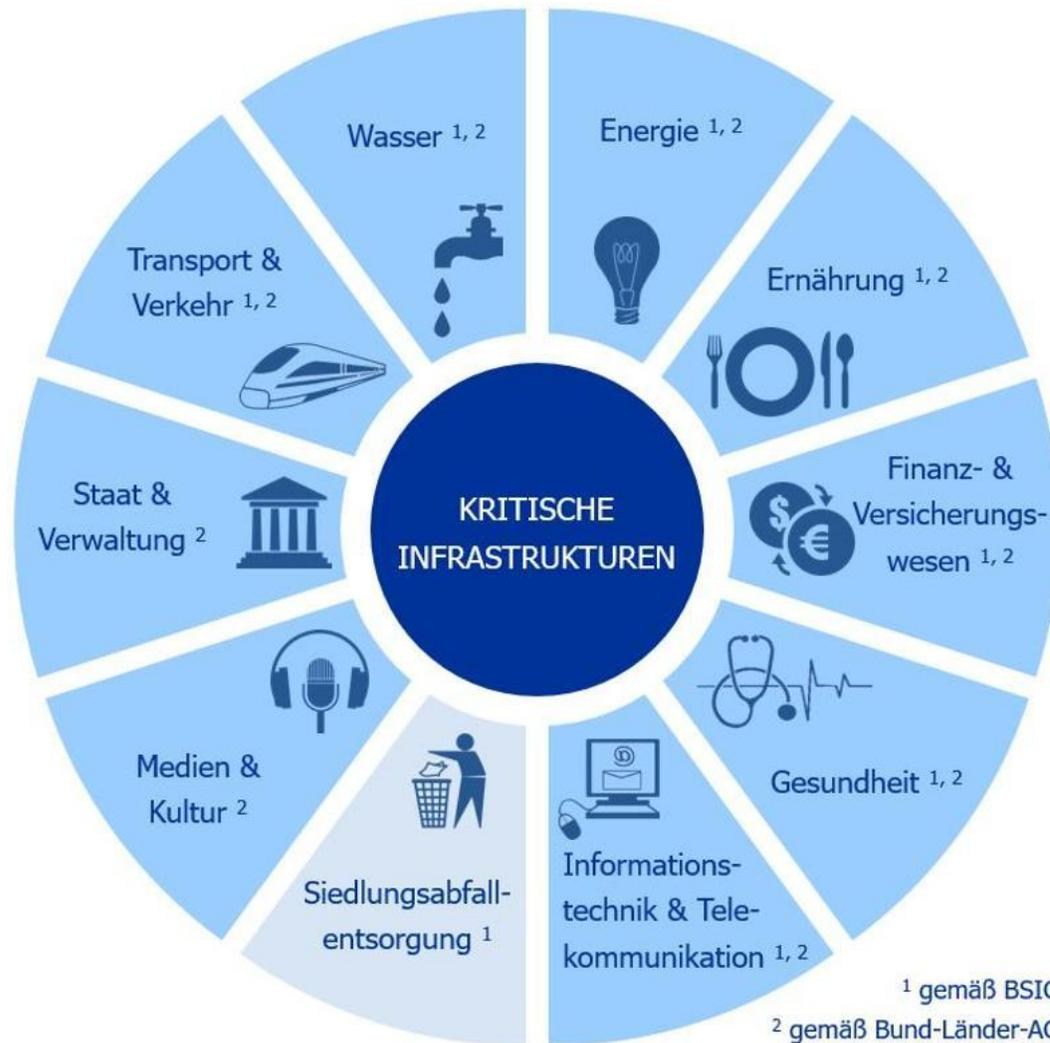 KRITISCHE
INFRASTRUKTUREN
Energie 1, 2
Ernährung 1, 2
Finanz- &
Versicherungs-
wesen 1, 2
Gesundheit 1, 2
Informations-
technik & Tele-
kommunikation 1, 2
Siedlungsabfall-
entsorgung 1
Medien &
Kultur 2
Staat &
Verwaltung 2
Transport &
Verkehr 1, 2
Wasser 1, 2
$
€
@
1 gemäß BSIG
2 gemäß Bund-Länder-AG